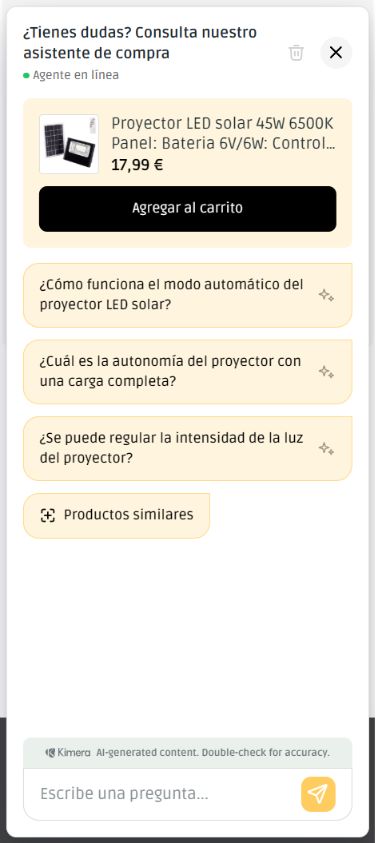 ¿Tienes dudas? Consulta nuestro
asistente de compra
Agente en línea
Proyector LED solar 45W 6500K
Panel: Bateria 6V/6W: Control...
17,99 €
Agregar al carrito
¿Cómo funciona el modo automático del
proyector LED solar?
¿Cuál es la autonomía del proyector con
una carga completa?
¿Se puede regular la intensidad de la luz
del proyector?
Productos similares
Kimera AI-generated content. Double-check for accuracy.
Escribe una pregunta...